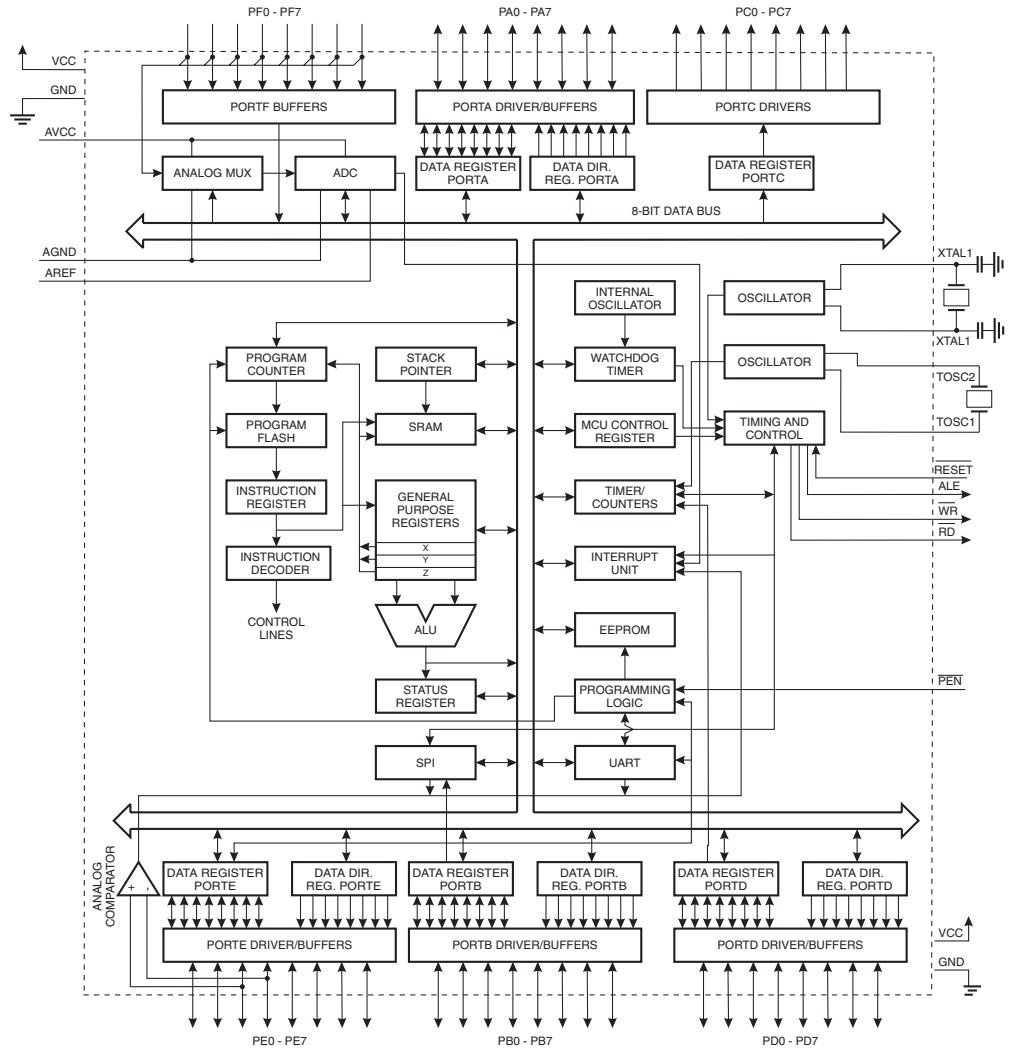 PF0 - PF7
PA0 - PA7
PC0 - PC7
VCC
GND
AVCC
PORTF BUFFERS
PORTA DRIVER/BUFFERS
PORTC DRIVERS
ANALOG MUX
ADC
DATA REGISTER
PORTA
DATA DIR.
REG. PORTA
DATA REGISTER
PORTC
8-BIT DATA BUS
AGND
AREF
XTAL1
INTERNAL
OSCILLATOR
OSCILLATOR
XTAL1
PROGRAM
COUNTER
STACK
POINTER
WATCHDOG
TIMER
OSCILLATOR
TOSC2
PROGRAM
FLASH
SRAM
MCU CONTROL
REGISTER
TIMING AND
CONTROL
TOSC1
RESET
INSTRUCTION
REGISTER
GENERAL
PURPOSE
REGISTERS
X
Y
Z
TIMER/
COUNTERS
ALE
WR
RD
INSTRUCTION
DECODER
INTERRUPT
UNIT
CONTROL
LINES
ALU
EEPROM
STATUS
REGISTER
PROGRAMMING
LOGIC
PEN
SPI
UART
ANALOG
COMPARATOR
+
-
DATA REGISTER
PORTE
DATA DIR.
REG. PORTE
DATA REGISTER
PORTB
DATA DIR.
REG. PORTB
DATA REGISTER
PORTD
DATA DIR.
REG. PORTD
PORTE DRIVER/BUFFERS
PORTB DRIVER/BUFFERS
PORTD DRIVER/BUFFERS
VCC
GND
PE0 - PE7
PB0 - PB7
PD0 - PD7